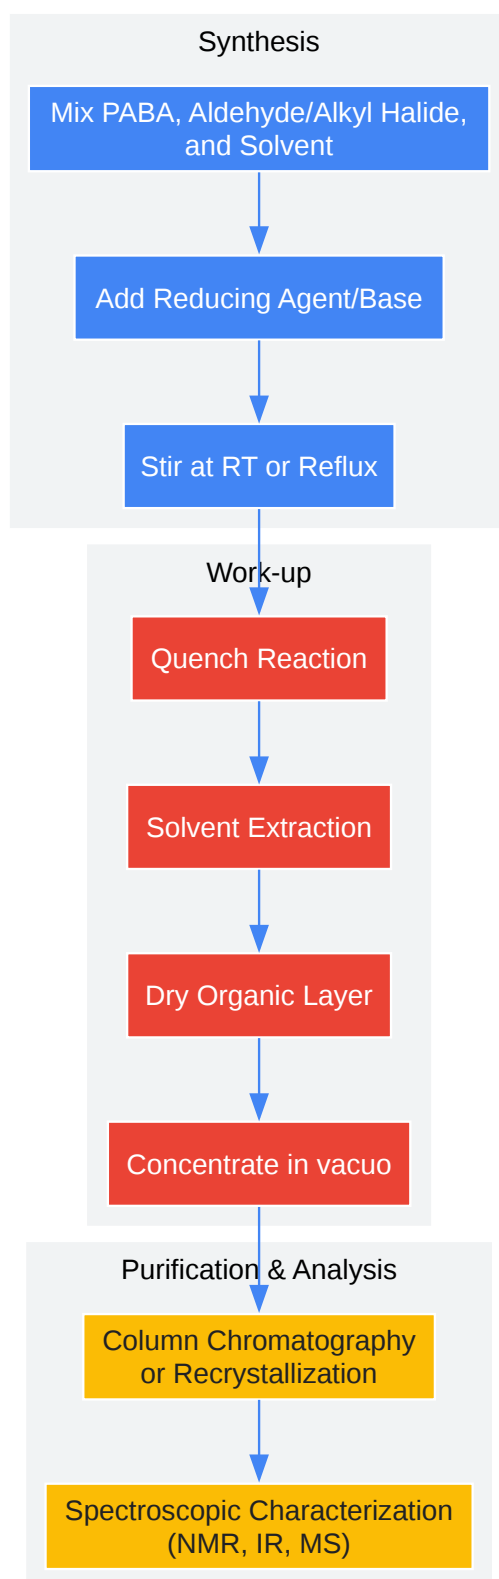 Synthesis
Mix PABA, Aldehyde/Alkyl Halide,
and Solvent
Add Reducing Agent/Base
Stir at RT or Reflux
Work-up
Quench Reaction
Solvent Extraction
Dry Organic Layer
Concentrate in vacuo
Purification & Analysis
Column Chromatography
or Recrystallization
Spectroscopic Characterization
(NMR, IR, MS)